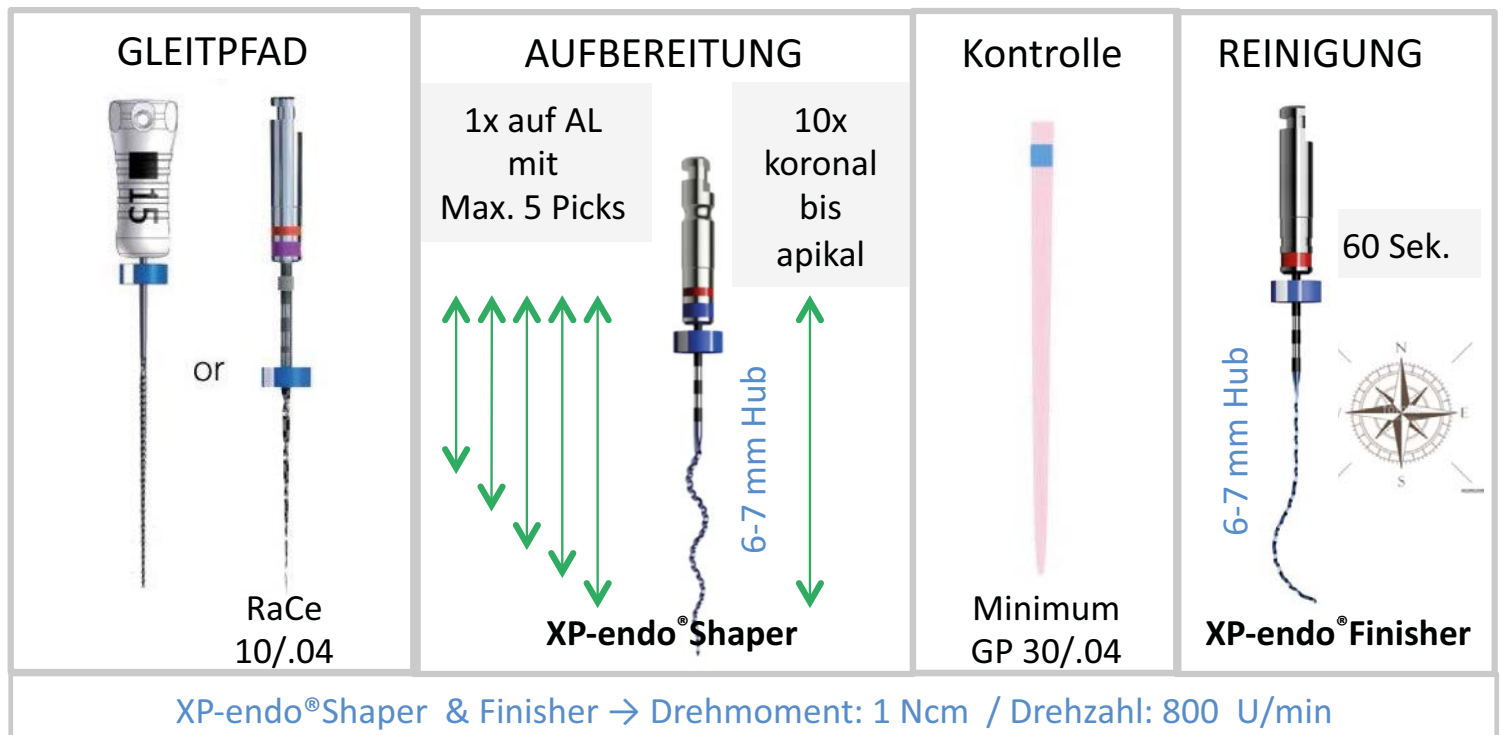 GLEITPFAD
15
or
RaCe
10/.04
AUFBEREITUNG
1x auf AL
mit
Max. 5 Picks
10x
koronal
bis
apikal
6-7 mm Hub
XP-endo®Shaper
Kontrolle
Minimum
GP 30/.04
REINIGUNG
60 Sek.
6-7 mm Hub
N
E
S
XP-endo®Finisher
XP-endo®Shaper & Finisher → Drehmoment: 1 Ncm / Drehzahl: 800 U/min